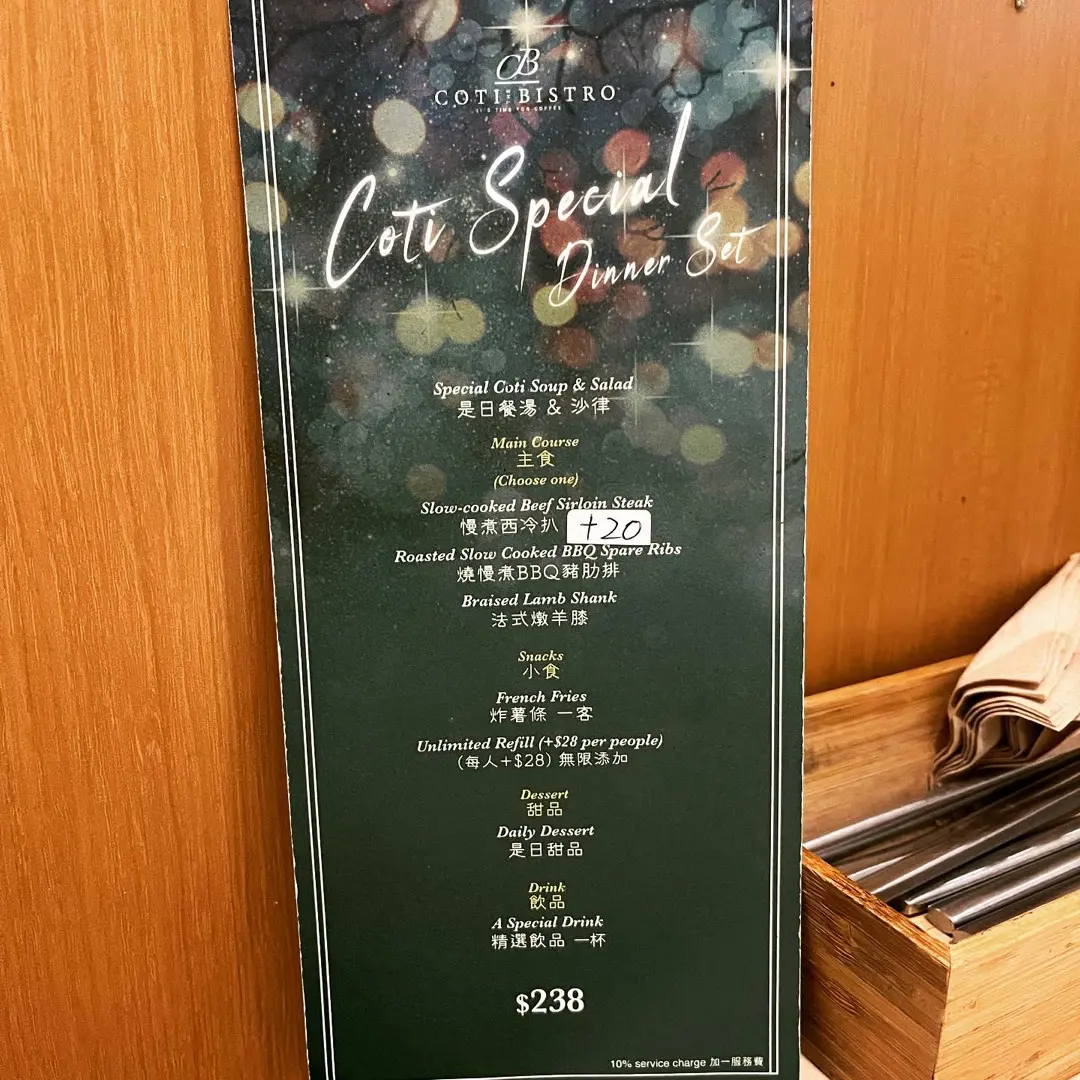 CB
COTI THE BISTRO
IT'S TIME FOR COFFEE
Coti Special
Dinner Set
Special Coti Soup & Salad
是日餐湯 & 沙律
Main Course
主食
(Choose one)
Slow-cooked Beef Sirloin Steak
慢煮西冷扒 +20
Roasted Slow Cooked BBQ Spare Ribs
燒慢煮BBQ豬肋排
Braised Lamb Shank
法式燉羊膝
Snacks
小食
French Fries
炸薯條 一客
Unlimited Refill (+$28 per people)
(每人+$28) 無限添加
Dessert
甜品
Daily Dessert
是日甜品
Drink
飲品
A Special Drink
精選飲品 一杯
$238
10% service charge 加一服務費